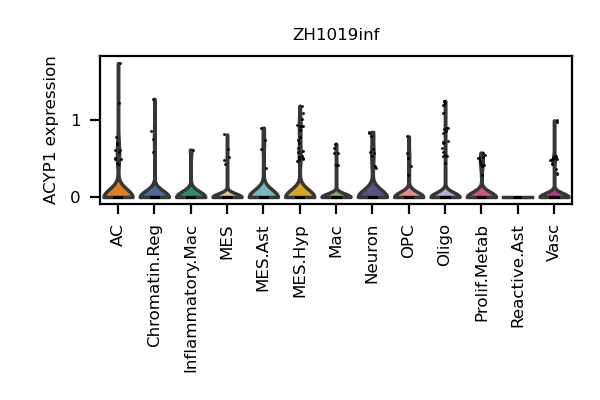 ZH1019inf
ACYP1 expression
1
0
AC
Chromatin.Reg
Inflammatory.Mac
MES
MES.Ast
MES.Hyp
Mac
Neuron
OPC
Oligo
Prolif.Metab
Reactive.Ast
Vasc